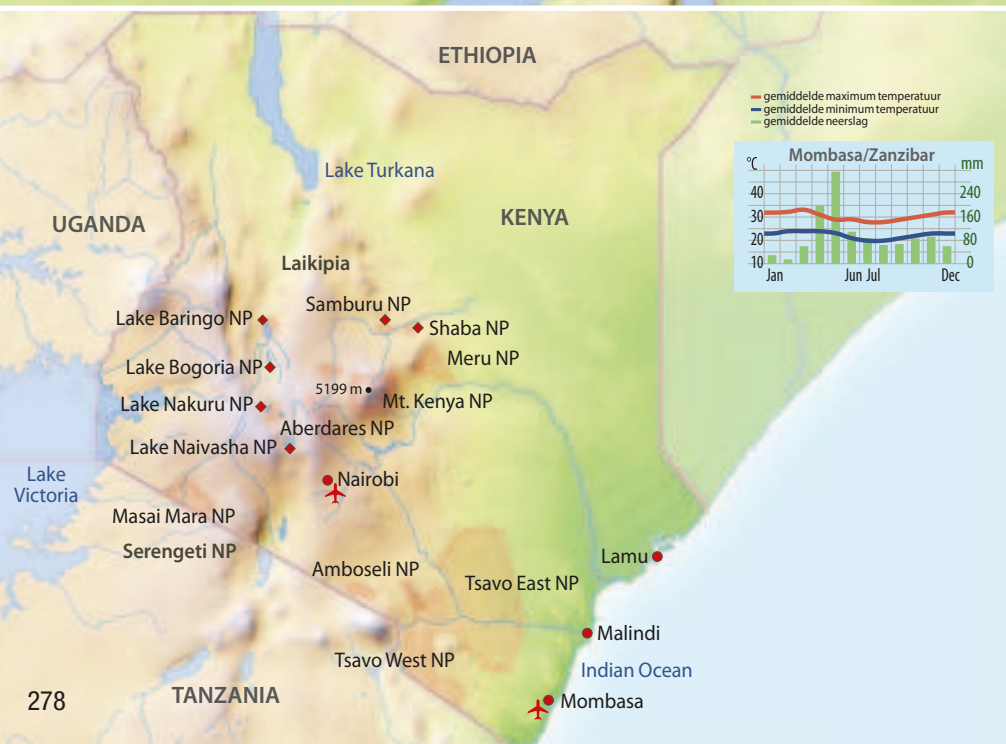 ETHIOPIA
gemiddelde maximum temperatuur
gemiddelde minimum temperatuur
gemiddelde neerslag
Mombasa/Zanzibar
°C
mm
40
240
30
160
20
80
10
0
Jan
Jun Jul
Dec
Lake Turkana
UGANDA
KENYA
Laikipia
Samburu NP
Lake Baringo NP
Shaba NP
Meru NP
Lake Bogoria NP
5199 m
Mt. Kenya NP
Lake Nakuru NP
Aberdares NP
Lake Naivasha NP
Nairobi
Lake
Victoria
Masai Mara NP
Serengeti NP
Lamu
Amboseli NP
Tsavo East NP
Malindi
Tsavo West NP
Indian Ocean
278
TANZANIA
Mombasa